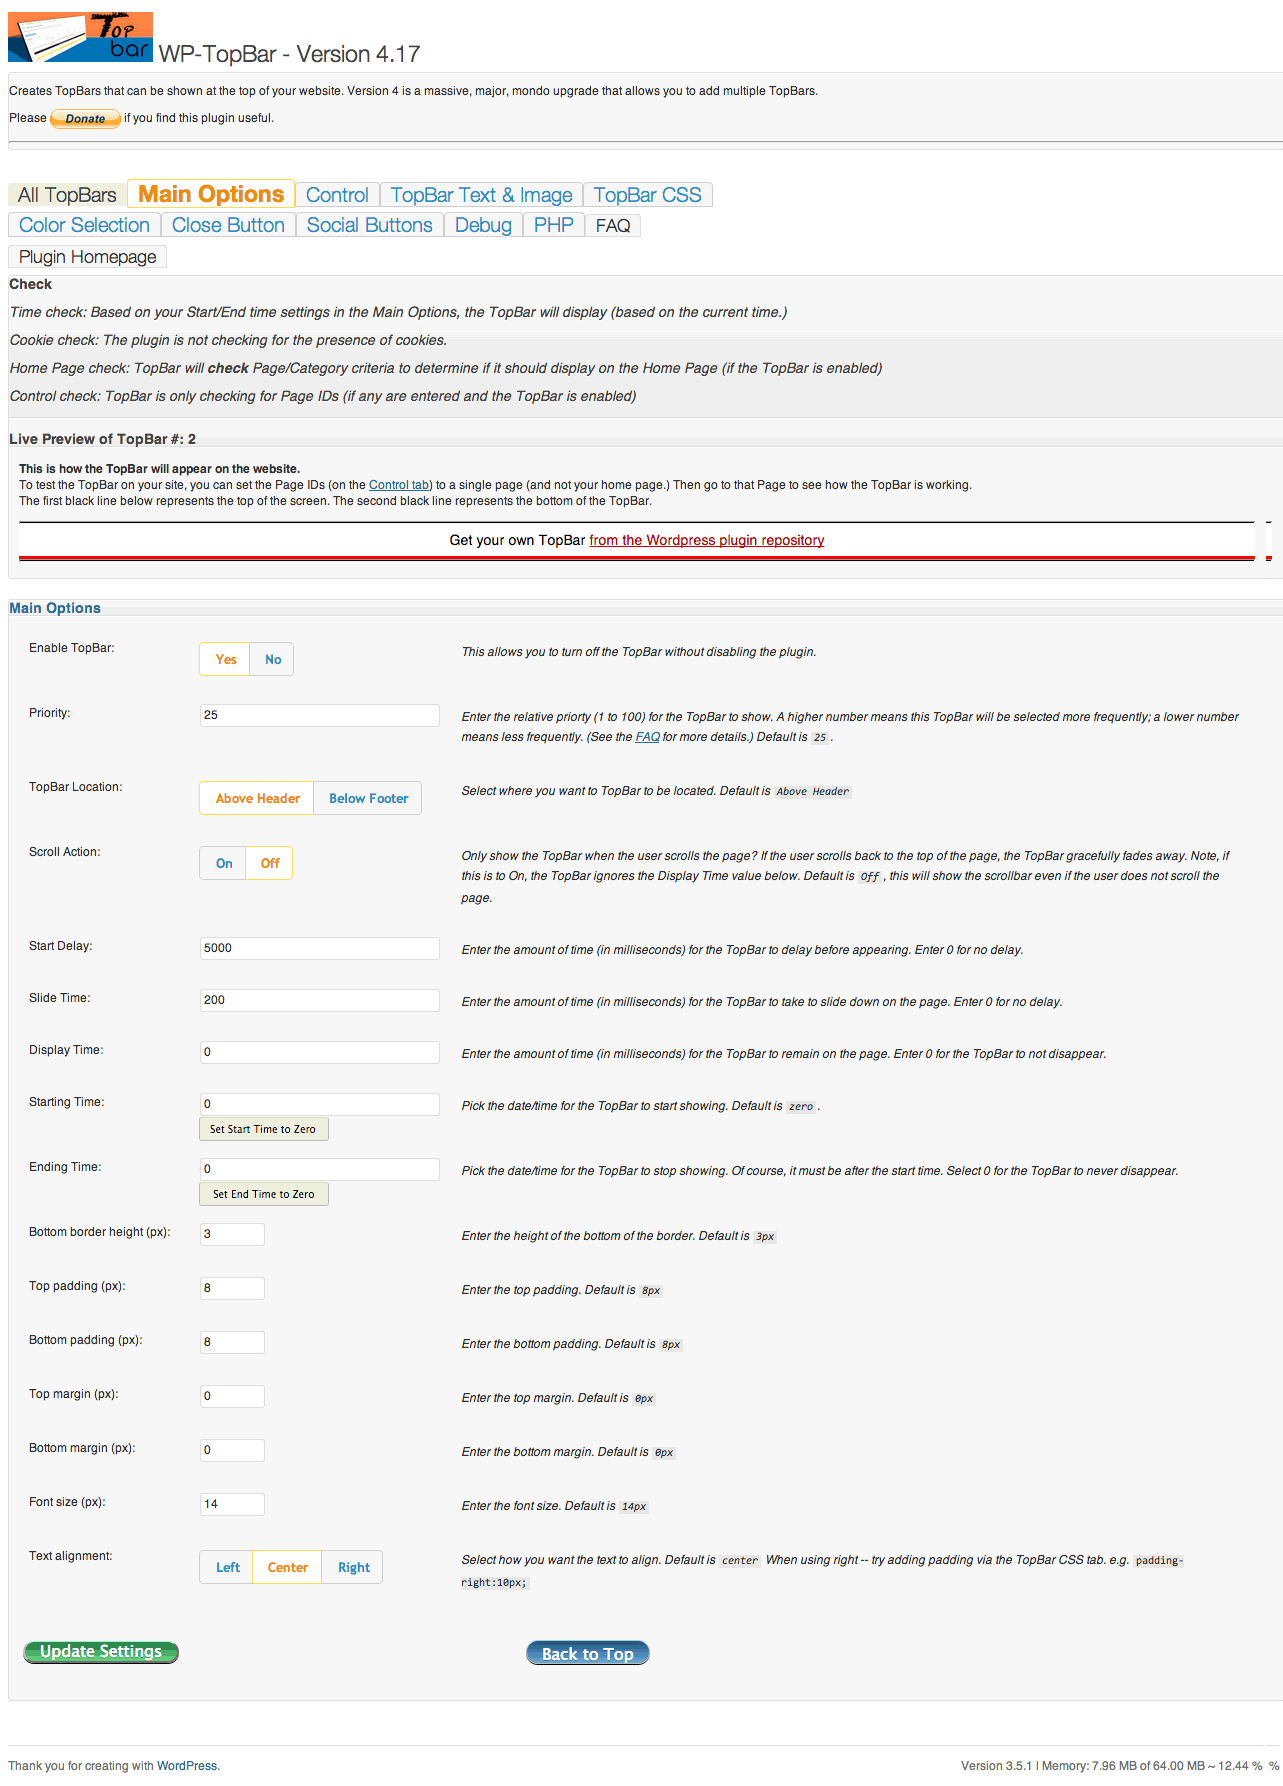 Top
bar
WP-TopBar - Version 4.17
Creates TopBars that can be shown at the top of your website. Version 4 is a massive, major, mondo upgrade that allows you to add multiple TopBars.
Please Donate if you find this plugin useful.
All TopBars Main Options Control TopBar Text & Image TopBar CSS
Color Selection Close Button Social Buttons Debug PHP FAQ
Plugin Homepage
Check
Time check: Based on your Start/End time settings in the Main Options, the TopBar will display (based on the current time.)
Cookie check: The plugin is not checking for the presence of cookies.
Home Page check: TopBar will check Page/Category criteria to determine if it should display on the Home Page (if the TopBar is enabled)
Control check: TopBar is only checking for Page IDs (if any are entered and the TopBar is enabled)
Live Preview of TopBar #: 2
This is how the TopBar will appear on the website.
To test the TopBar on your site, you can set the Page IDs (on the Control tab) to a single page (and not your home page.) Then go to that Page to see how the TopBar is working.
The first black line below represents the top of the screen. The second black line represents the bottom of the TopBar.
Get your own TopBar from the Wordpress plugin repository
Main Options
Enable TopBar: Yes No This allows you to turn off the TopBar without disabling the plugin.
Priority: 25 Enter the relative priorty (1 to 100) for the TopBar to show. A higher number means this TopBar will be selected more frequently; a lower number
means less frequently. (See the FAQ for more details.) Default is 25 .
TopBar Location: Above Header Below Footer Select where you want to TopBar to be located. Default is Above Header
Scroll Action: On Off Only show the TopBar when the user scrolls the page? If the user scrolls back to the top of the page, the TopBar gracefully fades away. Note, if
this is to On, the TopBar ignores the Display Time value below. Default is Off , this will show the scrollbar even if the user does not scroll the
page.
Start Delay: 5000 Enter the amount of time (in milliseconds) for the TopBar to delay before appearing. Enter 0 for no delay.
Slide Time: 200 Enter the amount of time (in milliseconds) for the TopBar to take to slide down on the page. Enter 0 for no delay.
Display Time: 0 Enter the amount of time (in milliseconds) for the TopBar to remain on the page. Enter 0 for the TopBar to not disappear.
Starting Time: 0 Pick the date/time for the TopBar to start showing. Default is zero .
Set Start Time to Zero
Ending Time: 0 Pick the date/time for the TopBar to stop showing. Of course, it must be after the start time. Select 0 for the TopBar to never disappear.
Set End Time to Zero
Bottom border height (px): 3 Enter the height of the bottom of the border. Default is 3px
Top padding (px): 8 Enter the top padding. Default is 8px
Bottom padding (px): 8 Enter the bottom padding. Default is 8px
Top margin (px): 0 Enter the top margin. Default is 0px
Bottom margin (px): 0 Enter the bottom margin. Default is 0px
Font size (px): 14 Enter the font size. Default is 14px
Text alignment: Left Center Right Select how you want the text to align. Default is center When using right -- try adding padding via the TopBar CSS tab. e.g. padding-
right:10px;
Update Settings Back to Top
Thank you for creating with WordPress. Version 3.5.1 | Memory: 7.96 MB of 64.00 MB ~ 12.44 % %